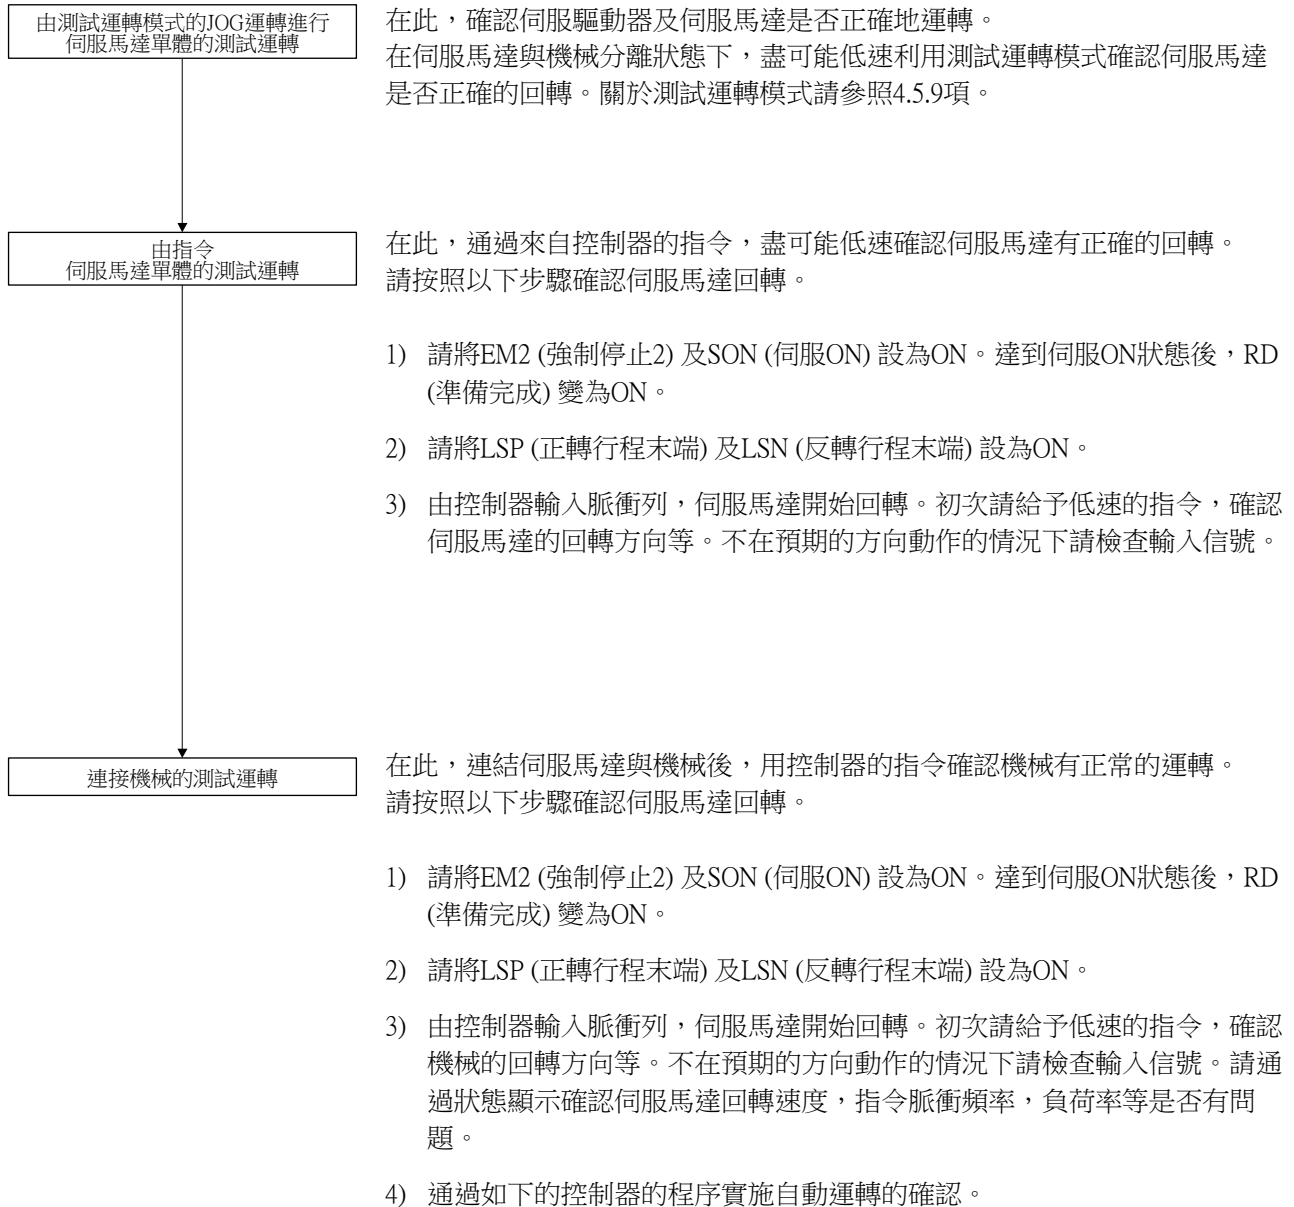 由測試運轉模式的JOG運轉進行
伺服馬達單體的測試運轉
在此，確認伺服驅動器及伺服馬達是否正確地運轉。
在伺服馬達與機械分離狀態下，盡可能低速利用測試運轉模式確認伺服馬達
是否正確的回轉。關於測試運轉模式請參照4.5.9項。
由指令
伺服馬達單體的測試運轉
在此，通過來自控制器的指令，盡可能低速確認伺服馬達有正確的回轉。
請按照以下步驟確認伺服馬達回轉。
1) 請將EM2 (強制停止2) 及SON (伺服ON) 設為ON。達到伺服ON狀態後，RD
(準備完成) 變為ON。
2) 請將LSP (正轉行程末端) 及LSN (反轉行程末端) 設為ON。
3) 由控制器輸入脈衝列，伺服馬達開始回轉。初次請給予低速的指令，確認
伺服馬達的回轉方向等。不在預期的方向動作的情況下請檢查輸入信號。
連接機械的測試運轉
在此，連結伺服馬達與機械後，用控制器的指令確認機械有正常的運轉。
請按照以下步驟確認伺服馬達回轉。
1) 請將EM2 (強制停止2) 及SON (伺服ON) 設為ON。達到伺服ON狀態後，RD
(準備完成) 變為ON。
2) 請將LSP (正轉行程末端) 及LSN (反轉行程末端) 設為ON。
3) 由控制器輸入脈衝列，伺服馬達開始回轉。初次請給予低速的指令，確認
機械的回轉方向等。不在預期的方向動作的情況下請檢查輸入信號。請通
過狀態顯示確認伺服馬達回轉速度，指令脈衝頻率，負荷率等是否有問
題。
4) 通過如下的控制器的程序實施自動運轉的確認。